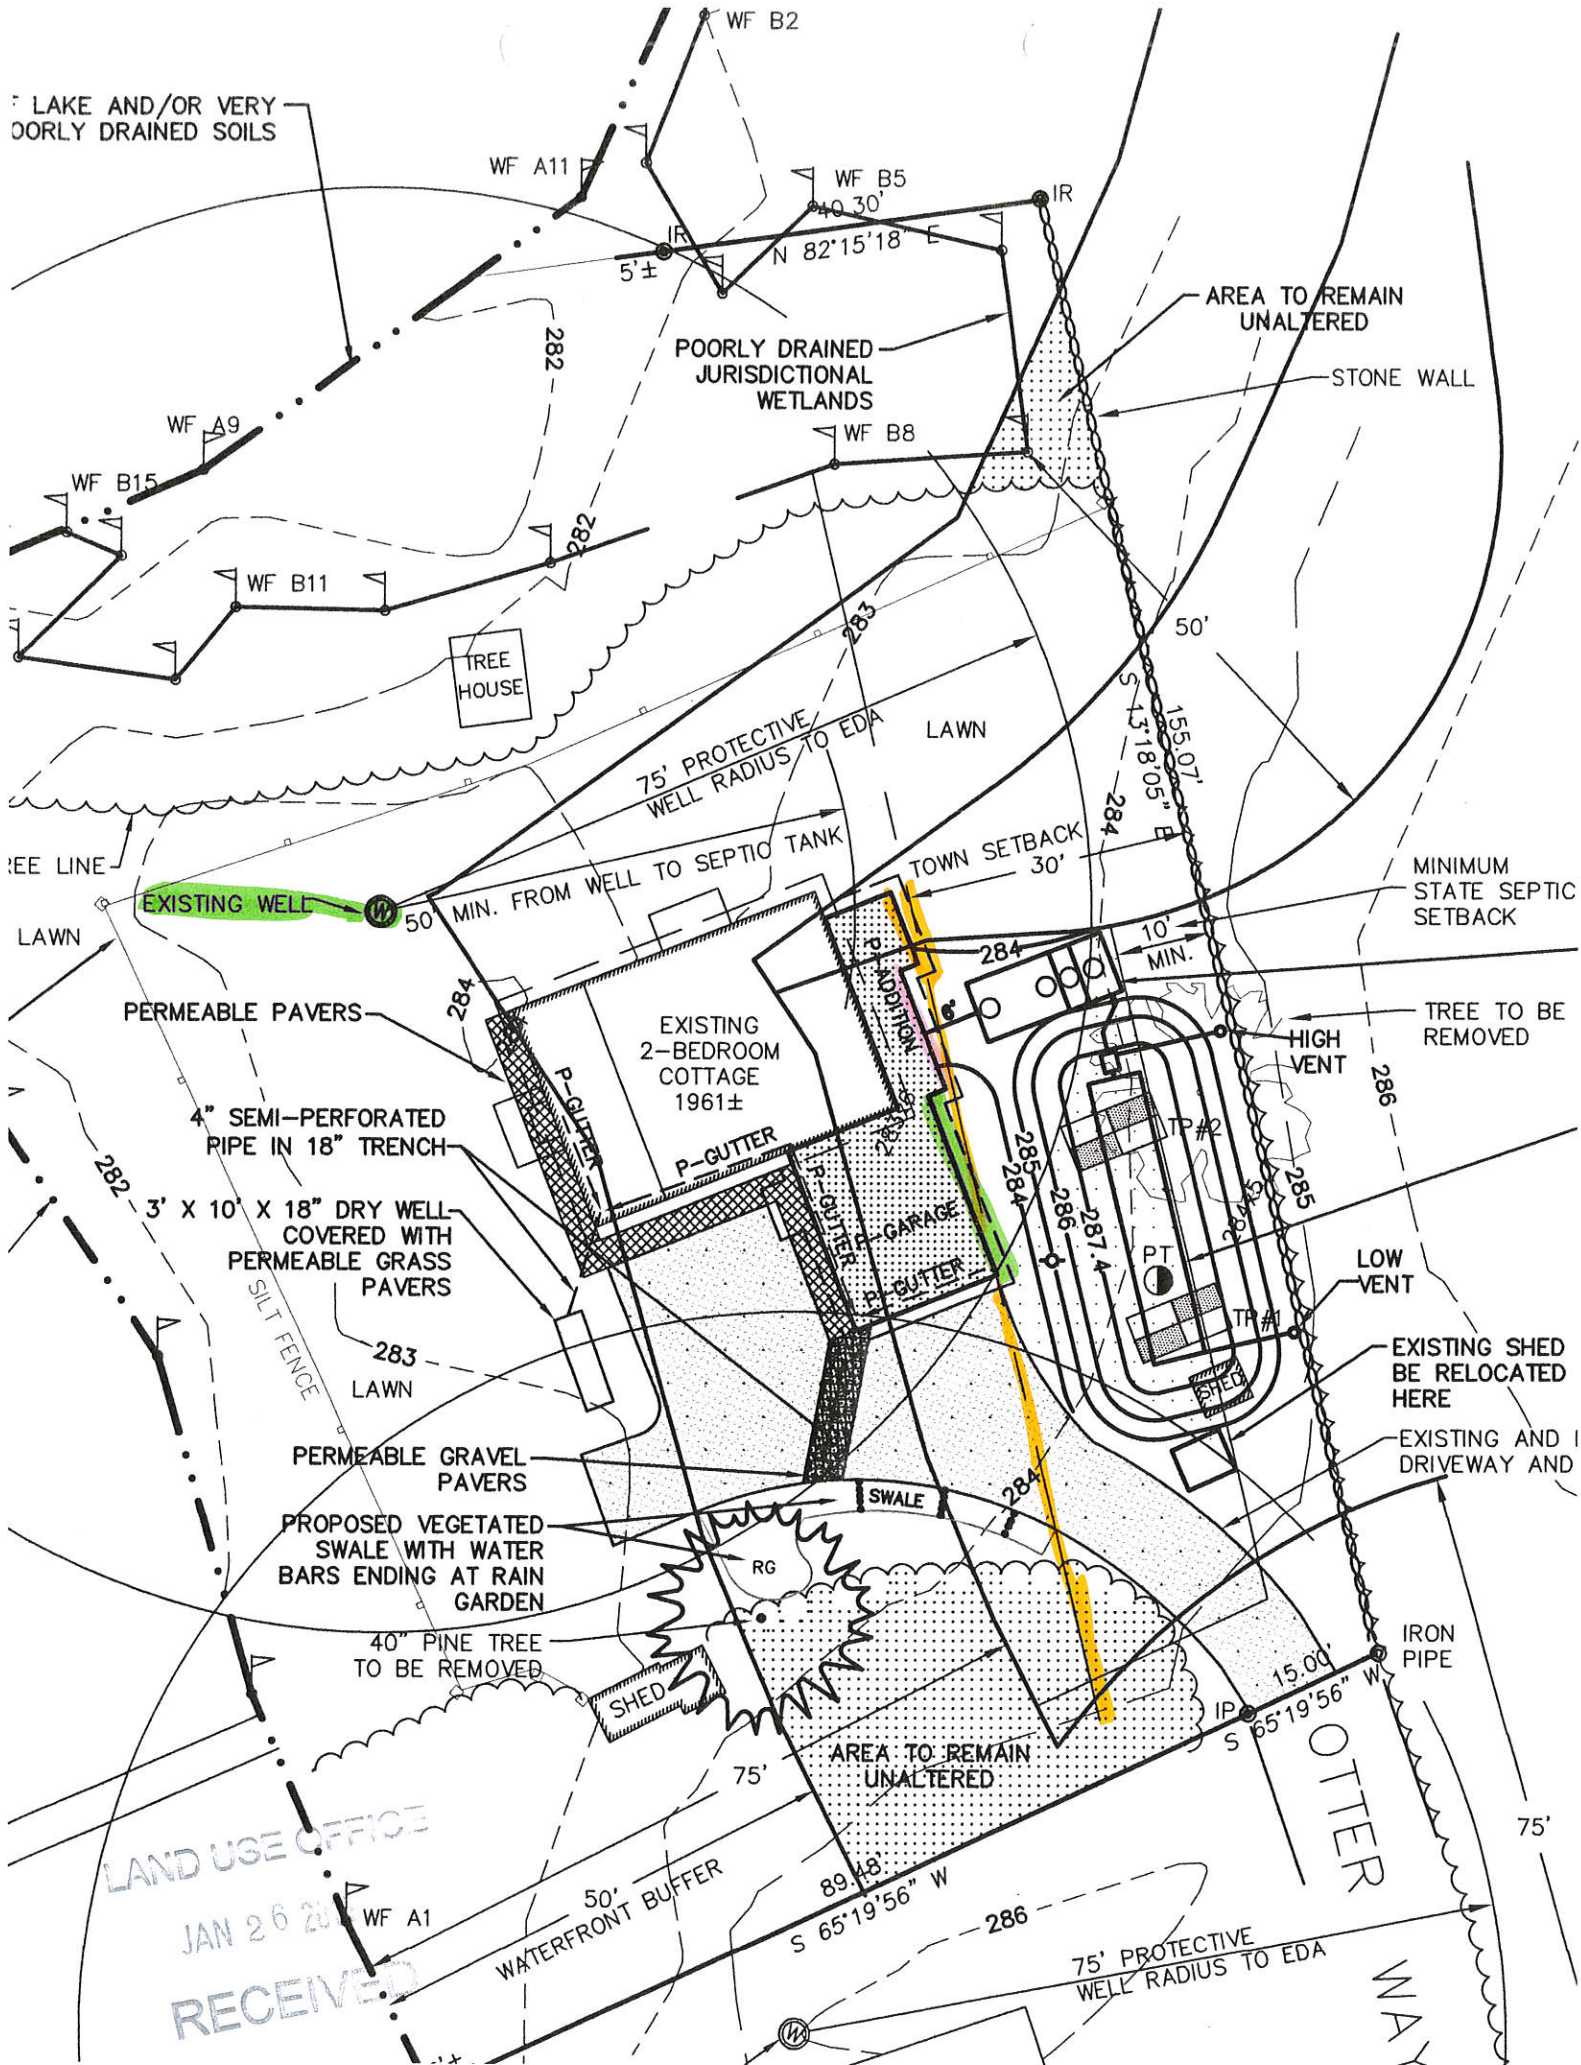 WF B2
LAKE AND/OR VERY
OORLY DRAINED SOILS
WF A11
WF B5
40.30'
IR
IR
N 82°15'18" E
5'±
AREA TO REMAIN
UNALTERED
282
POORLY DRAINED
JURISDICTIONAL
WETLANDS
STONE WALL
WF A9
WF B8
WF B15
282
WF B11
283
50'
TREE
HOUSE
S 13°18'05" E
155.07'
LAWN
75' PROTECTIVE
WELL RADIUS TO EDA
284
REE LINE
TOWN SETBACK
30'
MINIMUM
STATE SEPTIC
SETBACK
EXISTING WELL
W
50' MIN. FROM WELL TO SEPTIC TANK
LAWN
10'
MIN.
284
284
P-ADDITION
PERMEABLE PAVERS
EXISTING
2-BEDROOM
COTTAGE
1961±
TREE TO BE
REMOVED
HIGH
VENT
286
P-GUTTER
4" SEMI-PERFORATED
PIPE IN 18" TRENCH
P-GUTTER
TP#2
285
284
285
282
3' X 10' X 18" DRY WELL
COVERED WITH
PERMEABLE GRASS
PAVERS
P-GUTTER
P-GARAGE
286
287.4
PT
LOW
VENT
P-GUTTER
TP#1
SILT FENCE
283
LAWN
EXISTING SHED
BE RELOCATED
HERE
SHED
PERMEABLE GRAVEL
PAVERS
EXISTING AND
DRIVEWAY AND
284
SWALE
PROPOSED VEGETATED
SWALE WITH WATER
BARS ENDING AT RAIN
GARDEN
RG
40" PINE TREE
TO BE REMOVED
IRON
PIPE
SHED
15.00'
IP
S 65°19'56" W
AREA TO REMAIN
UNALTERED
75'
OTTER
75'
LAND USE OFFICE
JAN 26
RECEIVED
WF A1
50'
WATERFRONT BUFFER
89.48'
S 65°19'56" W
286
75' PROTECTIVE
WELL RADIUS TO EDA
W
WAY